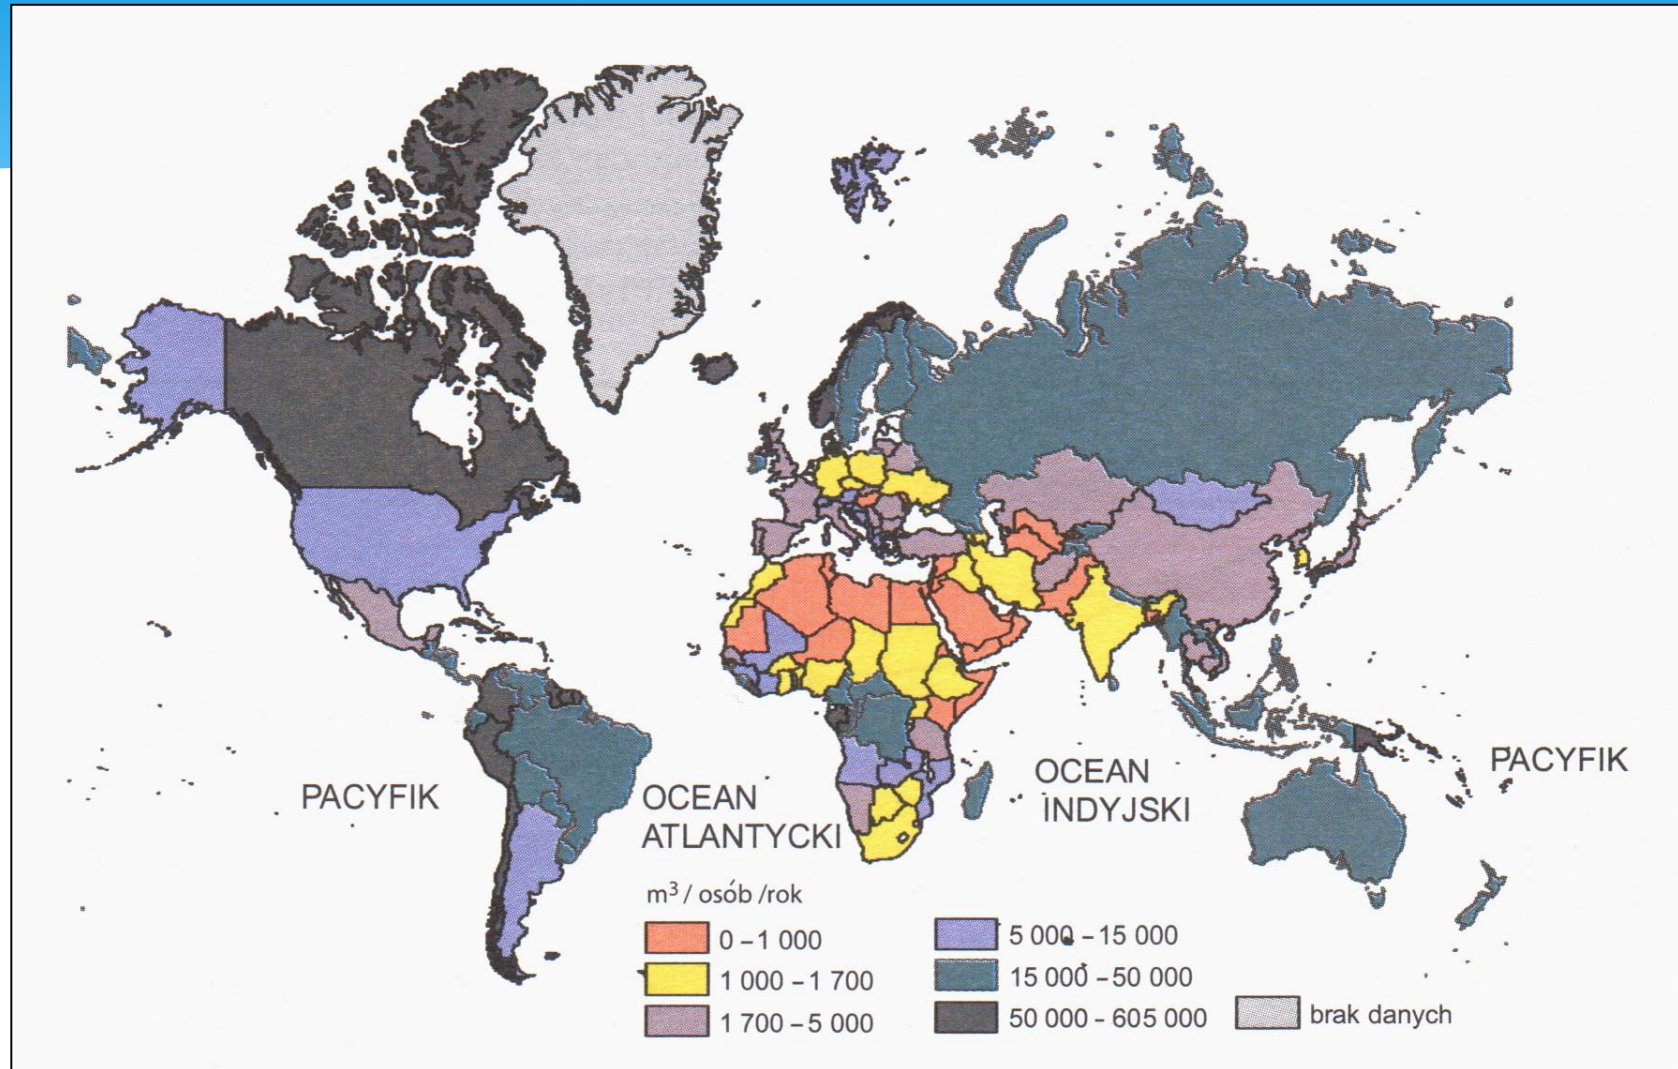 PACYFIK
OCEAN
ATLANTYCKI
OCEAN
INDYJSKI
PACYFIK
m³ / osób /rok
0 – 1 000
1 000 – 1 700
1 700 – 5 000
5 000 – 15 000
15 000 – 50 000
50 000 – 605 000
brak danych